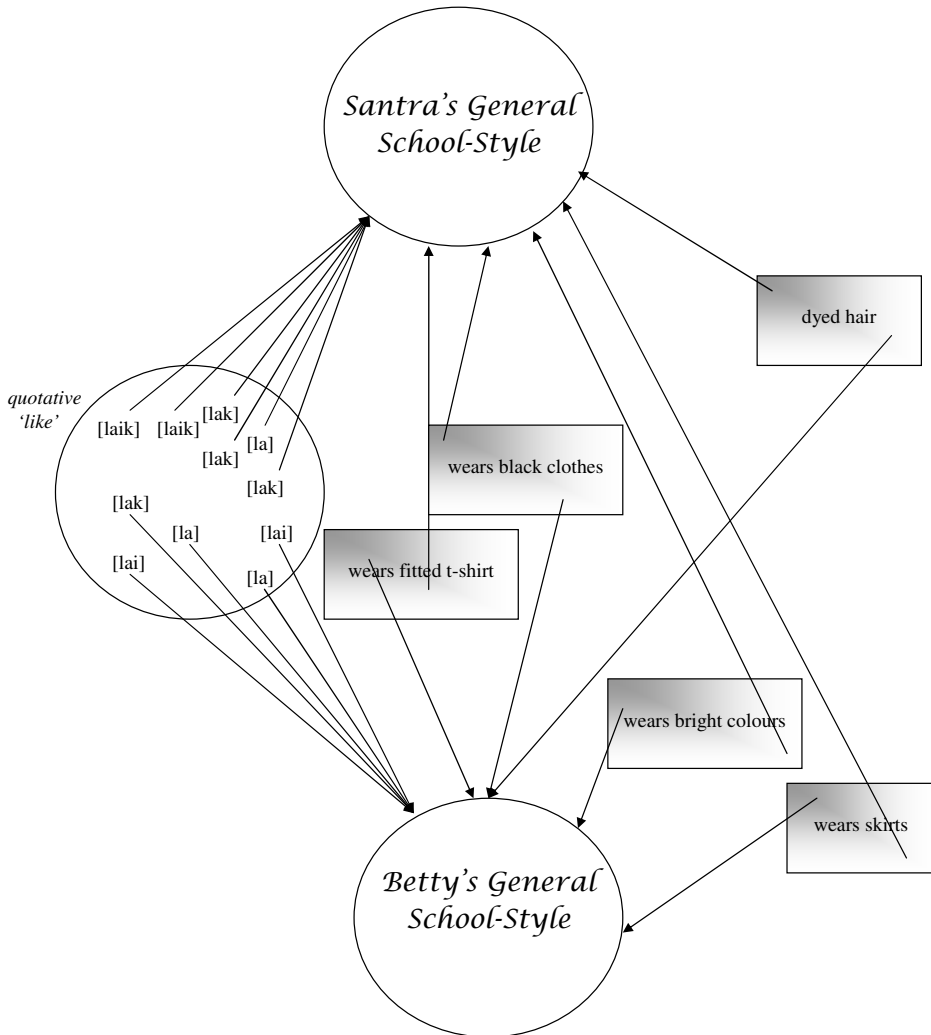 Santra's General
School-Style
dyed hair
quotative
‘like’
[laik]
[laik]
[lak]
[lak]
[la]
[lak]
wears black clothes
[lak]
[la]
[lai]
[lai]
[la]
wears fitted t-shirt
wears bright colours
wears skirts
Betty's General
School-Style